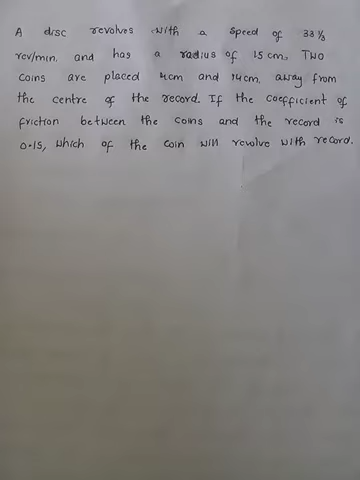 A disc revolves with a speed of 33 1/3
rev/min. and has a radius of 15 cm. Two
coins are placed 4cm and 14cm. away from
the centre of the record. If the coefficient of
friction between the coins and the record is
0.15, which of the coin will revolve with record.